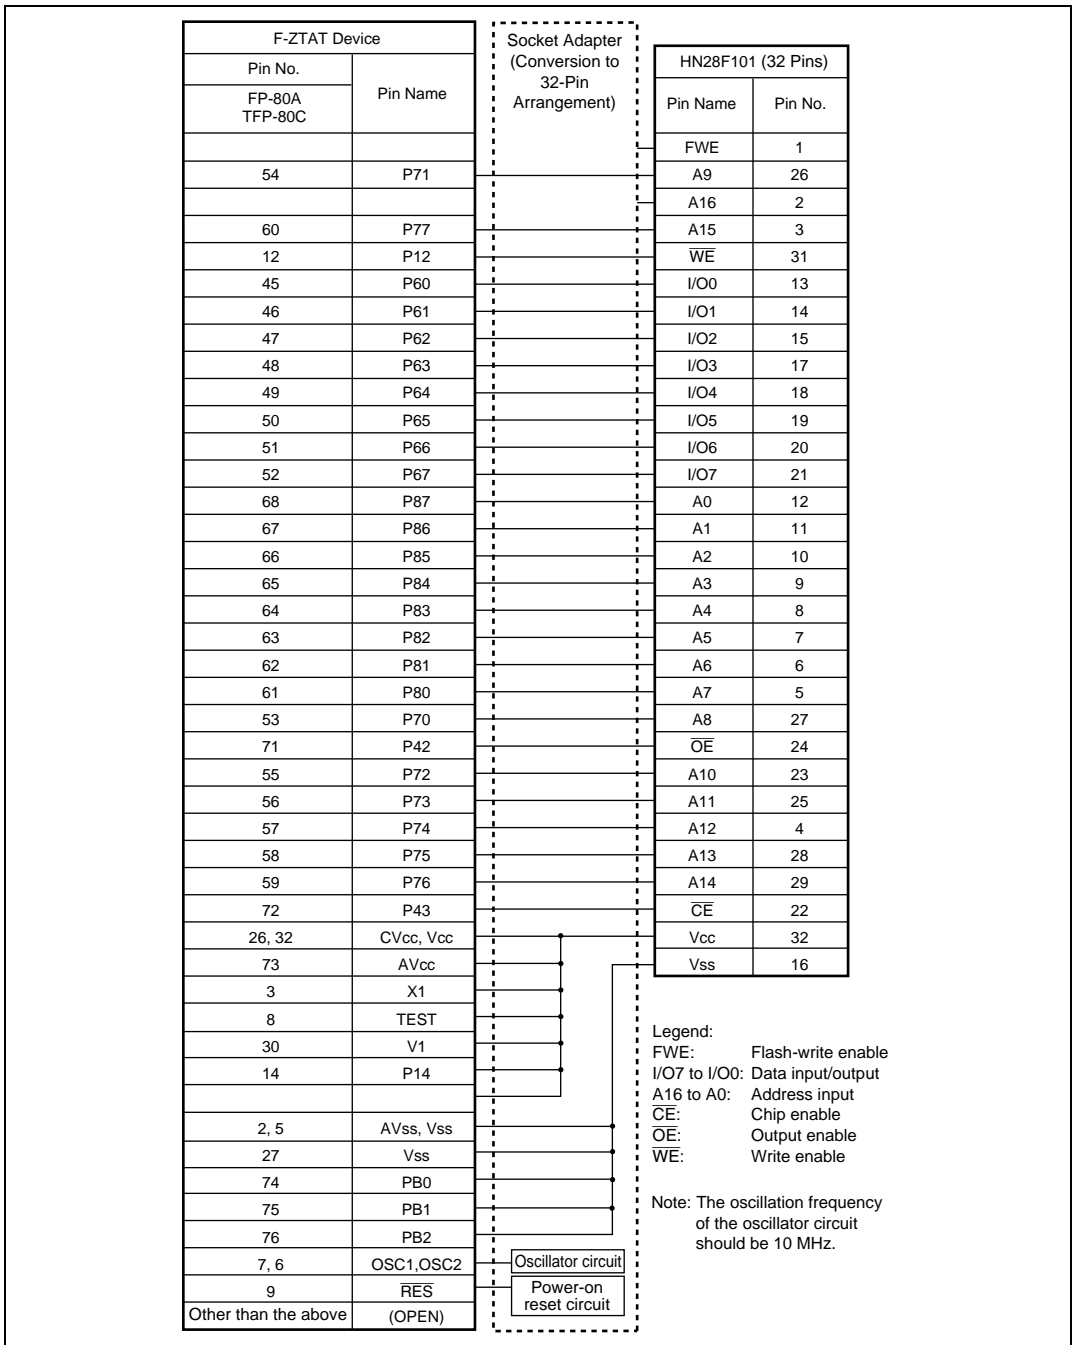 F-ZTAT Device
Pin No.
Pin Name
FP-80A
TFP-80C
Socket Adapter
(Conversion to
32-Pin
Arrangement)
HN28F101 (32 Pins)
Pin Name Pin No.
FWE 1
54 P71 A9 26
A16 2
60 P77 A15 3
12 P12 WE 31
45 P60 I/O0 13
46 P61 I/O1 14
47 P62 I/O2 15
48 P63 I/O3 17
49 P64 I/O4 18
50 P65 I/O5 19
51 P66 I/O6 20
52 P67 I/O7 21
68 P87 A0 12
67 P86 A1 11
66 P85 A2 10
65 P84 A3 9
64 P83 A4 8
63 P82 A5 7
62 P81 A6 6
61 P80 A7 5
53 P70 A8 27
71 P42 OE 24
55 P72 A10 23
56 P73 A11 25
57 P74 A12 4
58 P75 A13 28
59 P76 A14 29
72 P43 CE 22
26, 32 CVcc, Vcc Vcc 32
73 AVcc Vss 16
3 X1
8 TEST
30 V1
14 P14
2, 5 AVss, Vss
27 Vss
74 PB0
75 PB1
76 PB2
7, 6 OSC1,OSC2 Oscillator circuit
9 RES Power-on
reset circuit
Other than the above (OPEN)
Legend:
FWE: Flash-write enable
I/O7 to I/O0: Data input/output
A16 to A0: Address input
CE: Chip enable
OE: Output enable
WE: Write enable
Note: The oscillation frequency
of the oscillator circuit
should be 10 MHz.